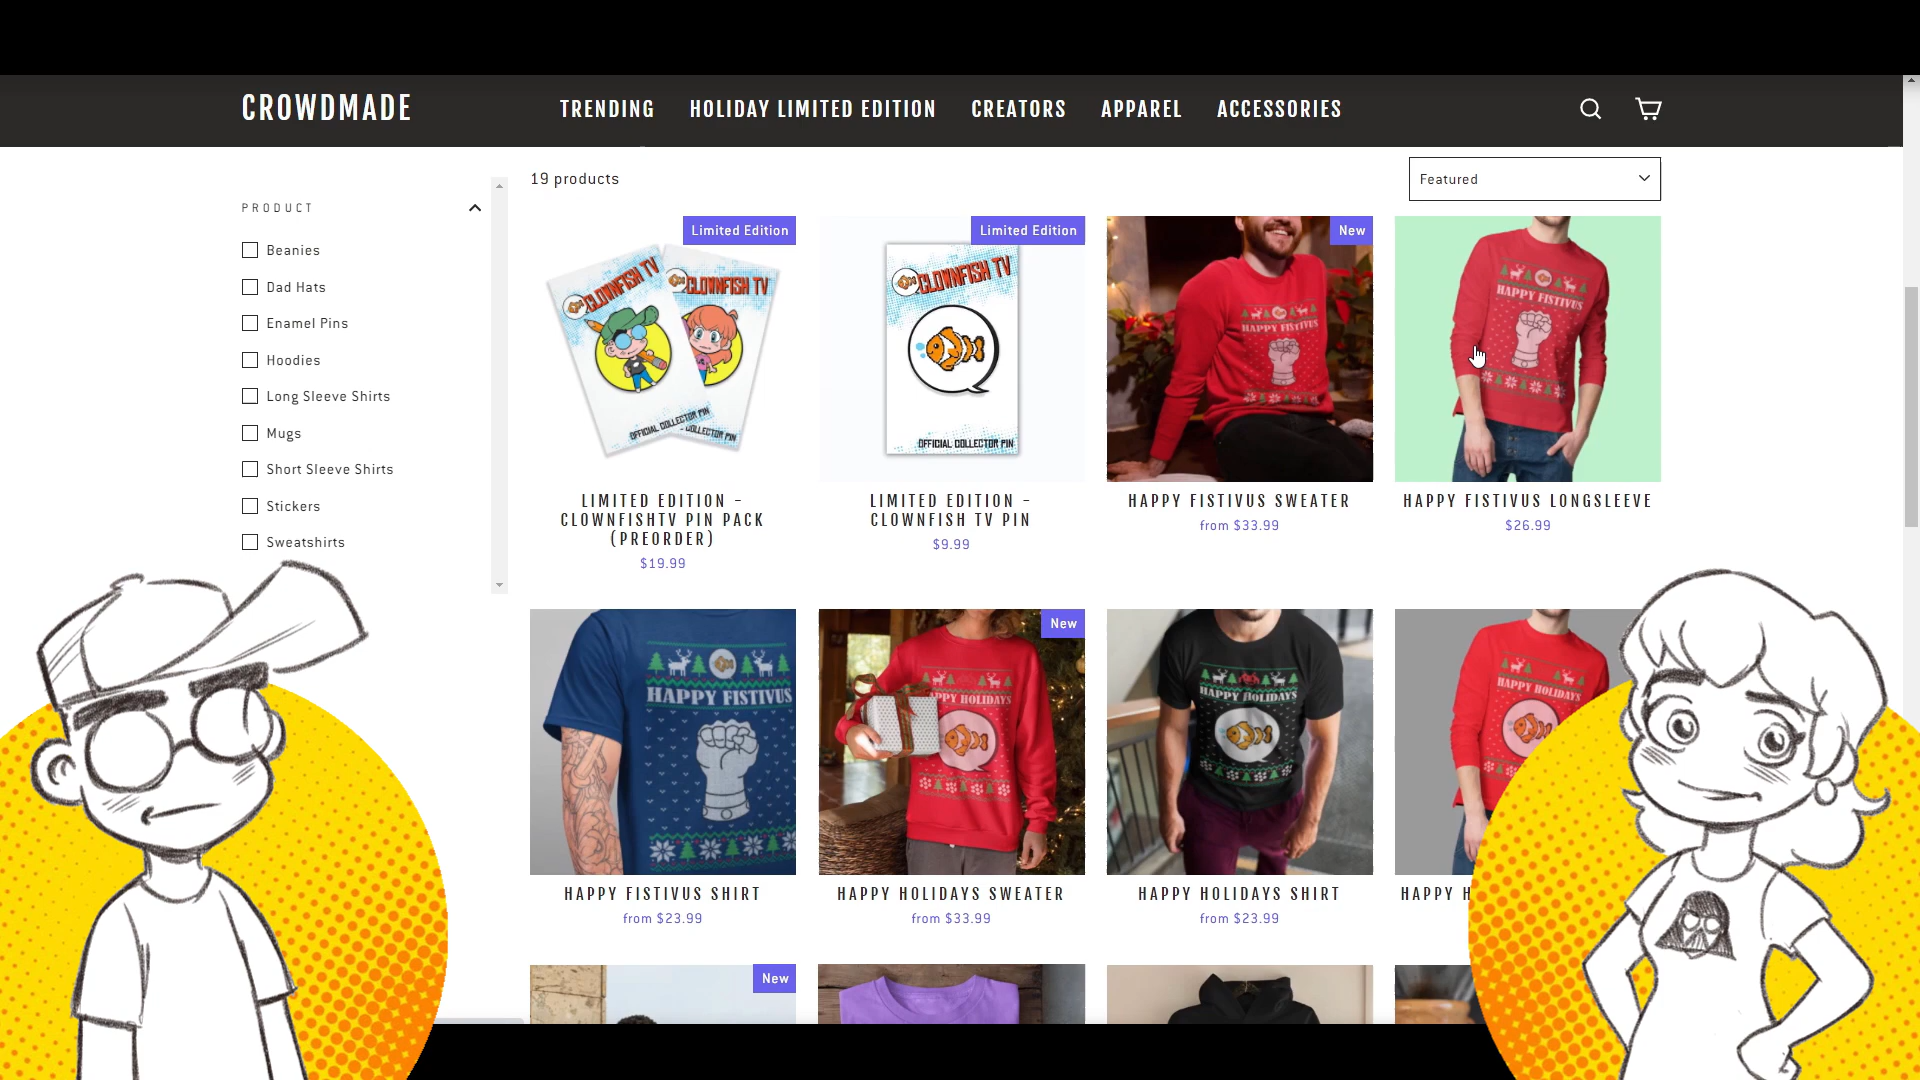 CROWDMADE
TRENDING
HOLIDAY LIMITED EDITION
CREATORS
APPAREL
ACCESSORIES
19 products
Featured
PRODUCT
Beanies
Dad Hats
Enamel Pins
Hoodies
Long Sleeve Shirts
Mugs
Short Sleeve Shirts
Stickers
Sweatshirts
Limited Edition
CLOWNFISH TV
CLOWNFISH TV
OFFICIAL COLLECTOR PIN
COLLECTOR PIN
LIMITED EDITION -
CLOWNFISHTV PIN PACK
(PREORDER)
$19.99
Limited Edition
CLOWNFISH TV
OFFICIAL COLLECTOR PIN
LIMITED EDITION -
CLOWNFISH TV PIN
$9.99
New
HAPPY FISTIVUS
HAPPY FISTIVUS SWEATER
from $33.99
HAPPY FISTIVUS
HAPPY FISTIVUS LONGSLEEVE
$26.99
HAPPY FISTIVUS
HAPPY FISTIVUS SHIRT
from $23.99
New
HAPPY HOLIDAYS
HAPPY HOLIDAYS SWEATER
from $33.99
HAPPY HOLIDAYS
HAPPY HOLIDAYS SHIRT
from $23.99
HAPPY HOLIDAYS
HAPPY H
New